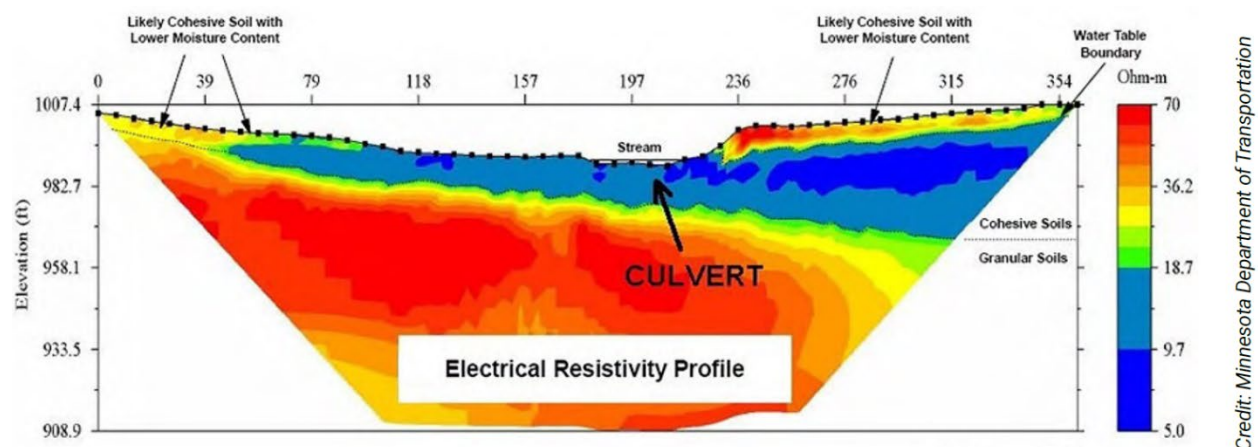 Likely Cohesive Soil with
Lower Moisture Content
Likely Cohesive Soil with
Lower Moisture Content
Water Table
Boundary
0 39 79 118 157 197 236 276 315 354
Ohm-m
1007.4
982.7
958.1
933.5
908.9
Elevation (ft)
Stream
CULVERT
Cohesive Soils
Granular Soils
Electrical Resistivity Profile
70
36.2
18.7
9.7
5.0
Credit: Minnesota Department of Transportation